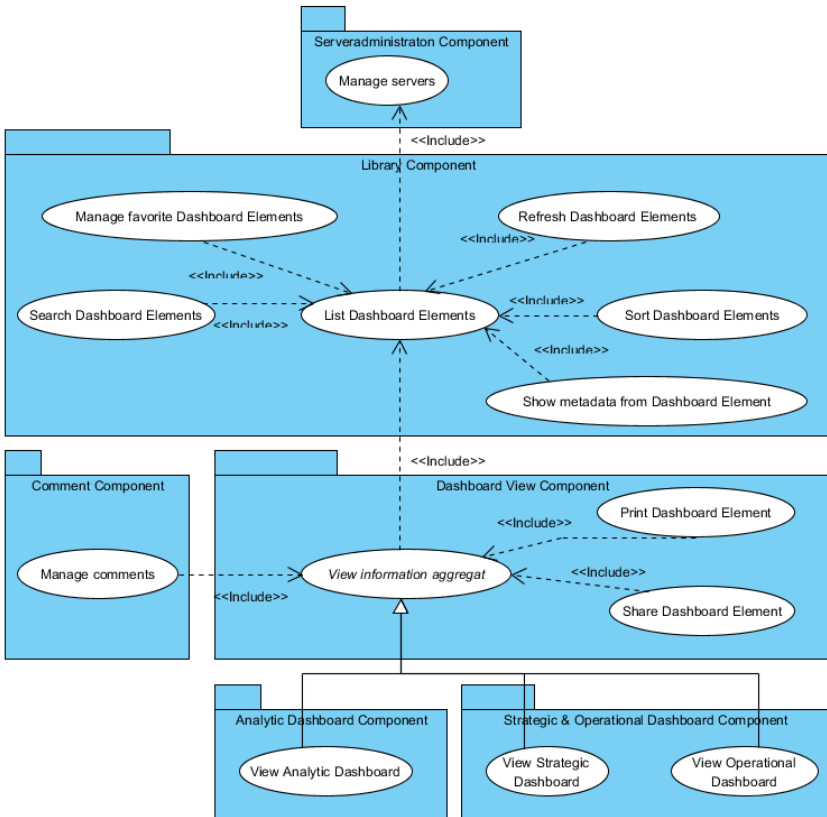 Serveradministraton Component
Manage servers
<<Include>>
Library Component
Manage favorite Dashboard Elements
Refresh Dashboard Elements
<<Include>>
<<Include>>
Search Dashboard Elements
<<Include>>
List Dashboard Elements
<<Include>>
Sort Dashboard Elements
<<Include>>
Show metadata from Dashboard Element
<<Include>>
Comment Component
Dashboard View Component
Print Dashboard Element
<<Include>>
Manage comments
<<Include>>
View information aggregat
<<Include>>
Share Dashboard Element
Analytic Dashboard Component
Strategic & Operational Dashboard Component
View Analytic Dashboard
View Strategic
Dashboard
View Operational
Dashboard